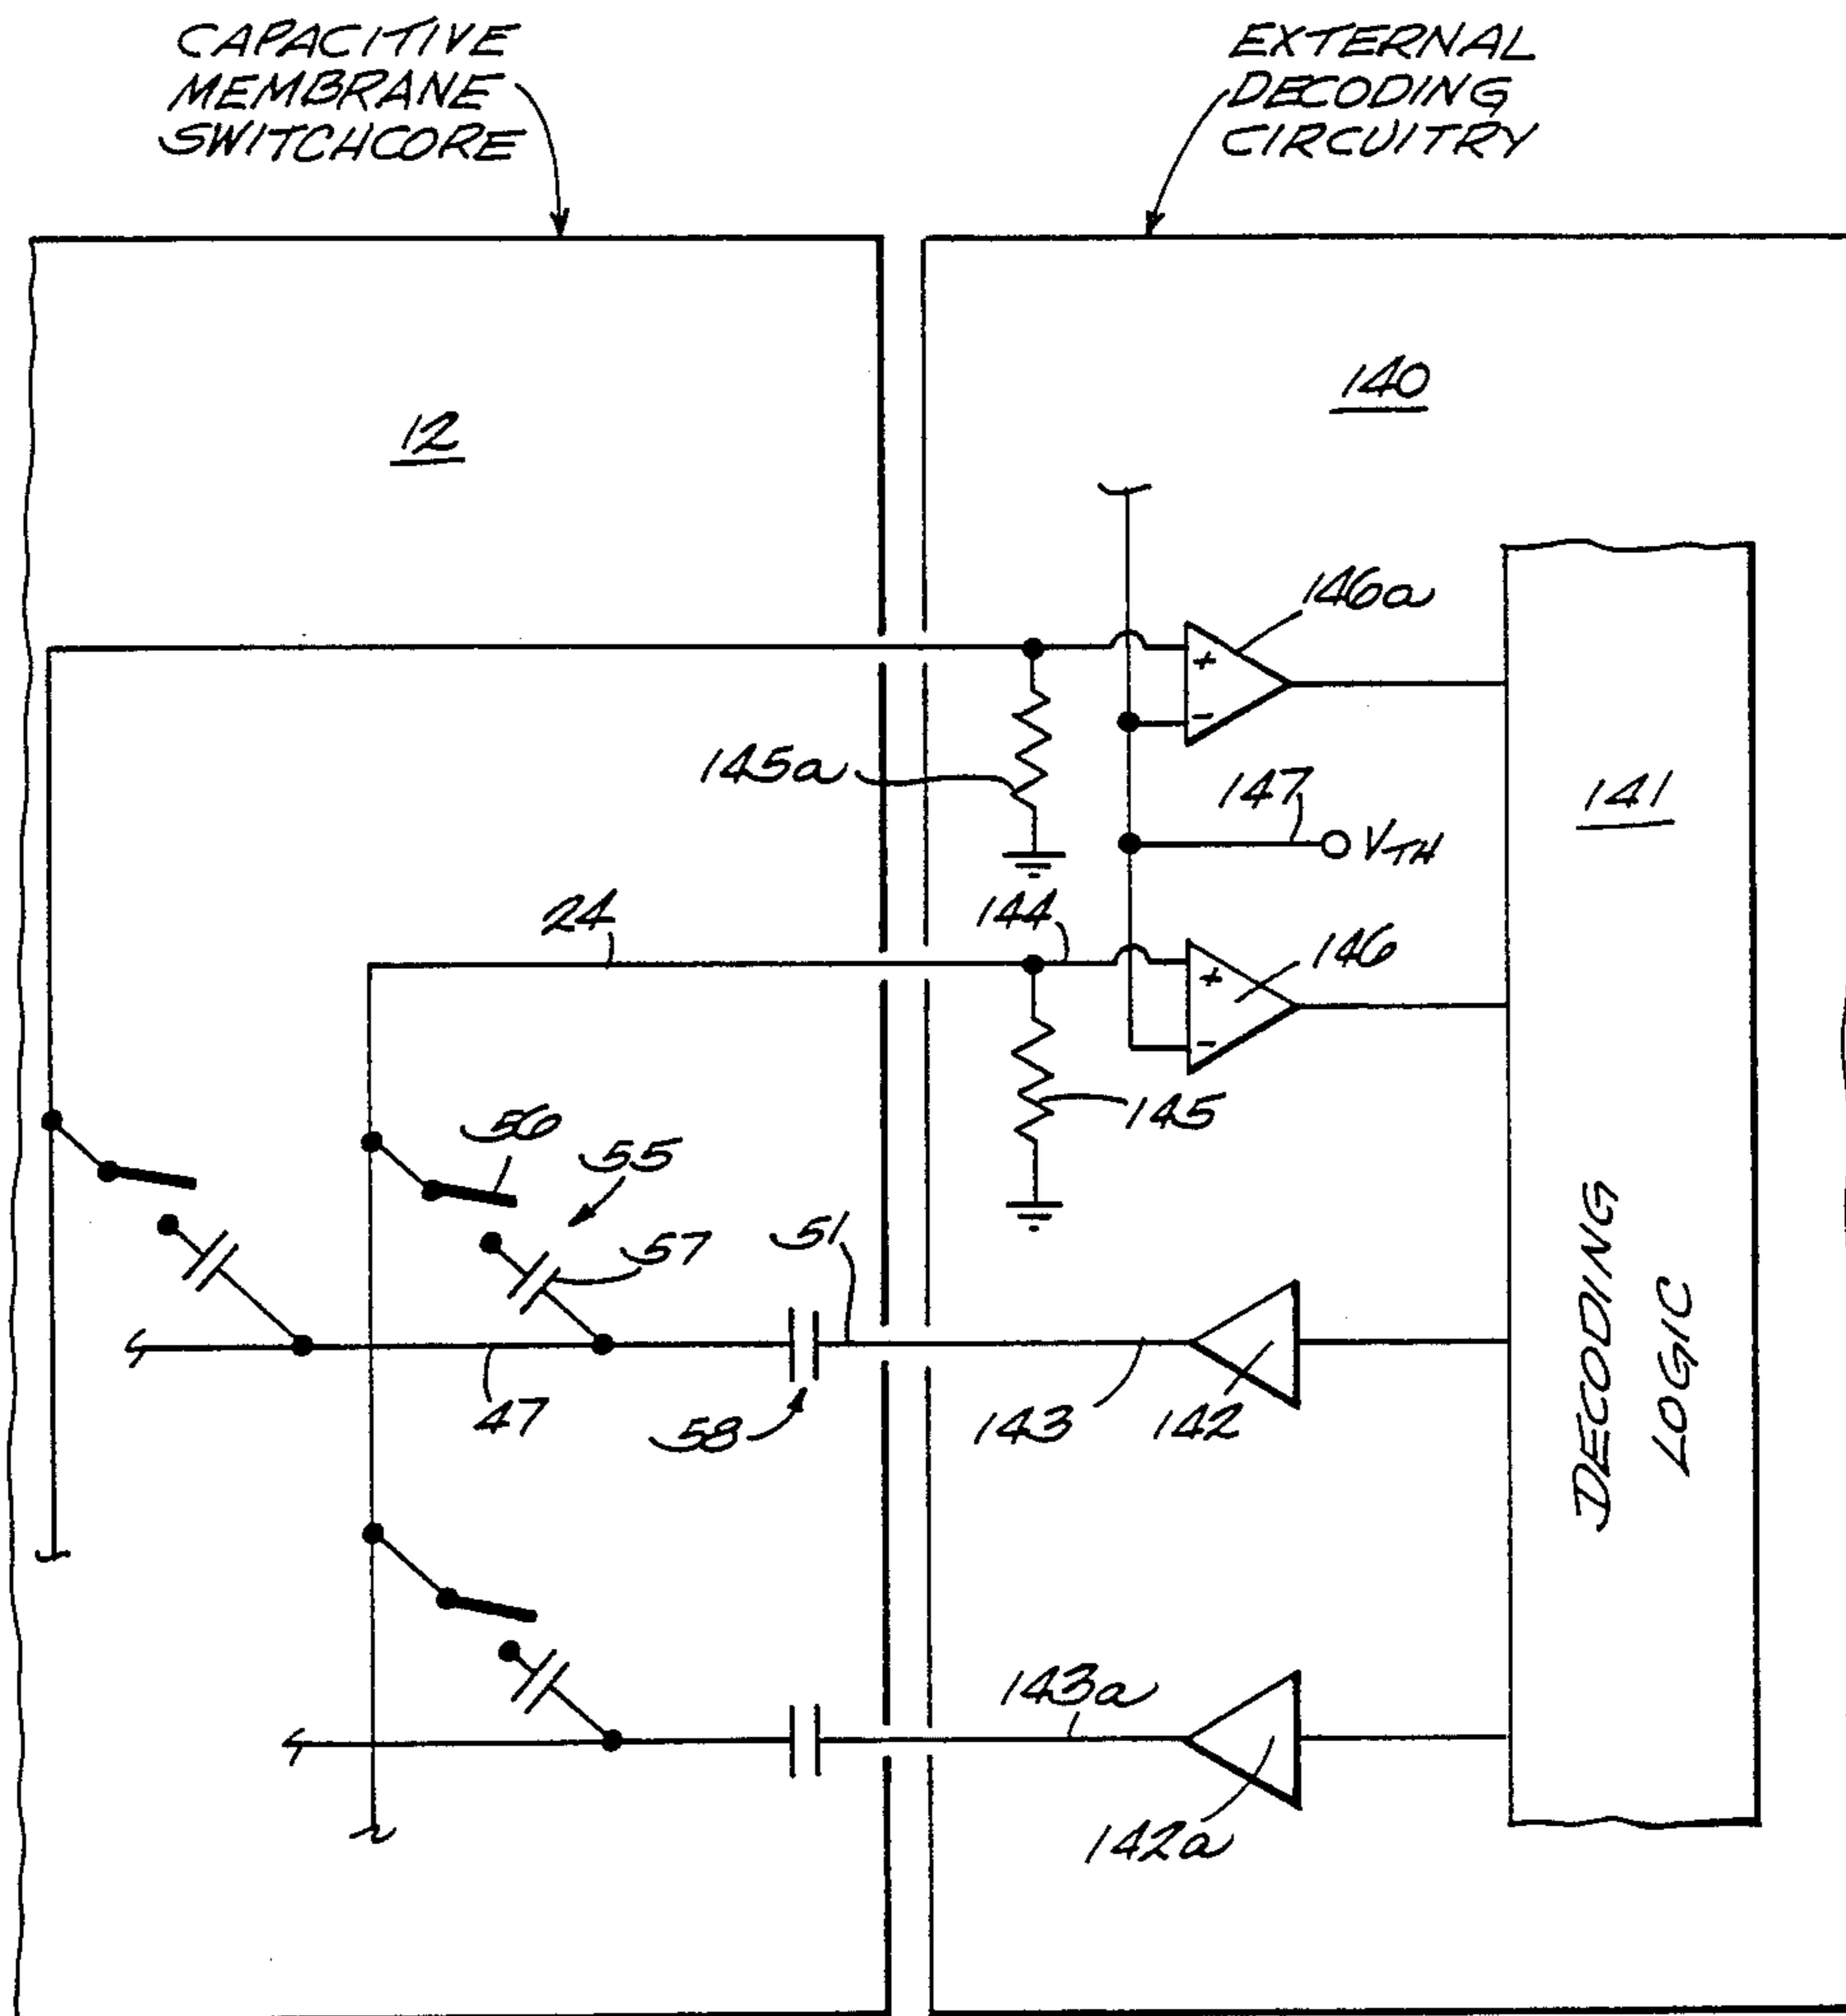 CAPACITIVE
MEMBRANE
SWITCHCORE
EXTERNAL
DECODING
CIRCUITRY
12
140
146a
+
-
145a
147
VTH
141
24
144
146
+
-
145
56
55
57
51
47
58
143
142
DECODING
LOGIC
143a
142a